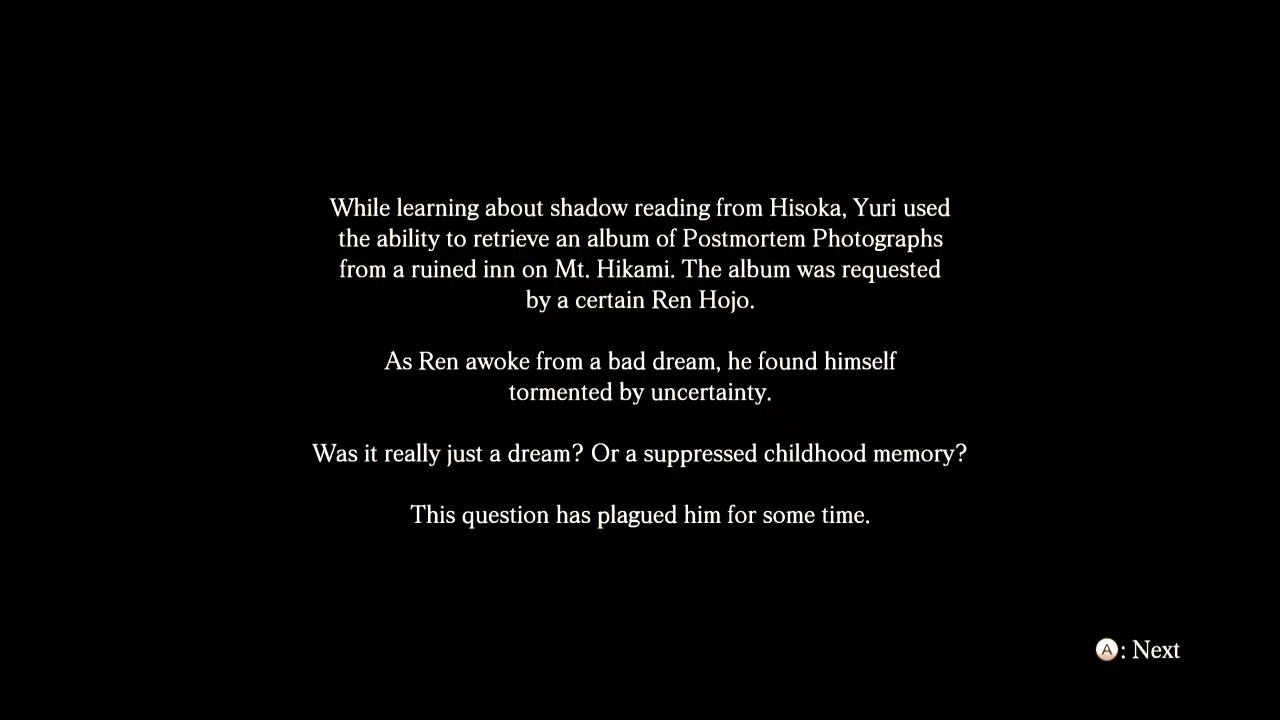 While learning about shadow reading from Hisoka, Yuri used
the ability to retrieve an album of Postmortem Photographs
from a ruined inn on Mt. Hikami. The album was requested
by a certain Ren Hojo.
As Ren awoke from a bad dream, he found himself
tormented by uncertainty.
Was it really just a dream? Or a suppressed childhood memory?
This question has plagued him for some time.
A: Next